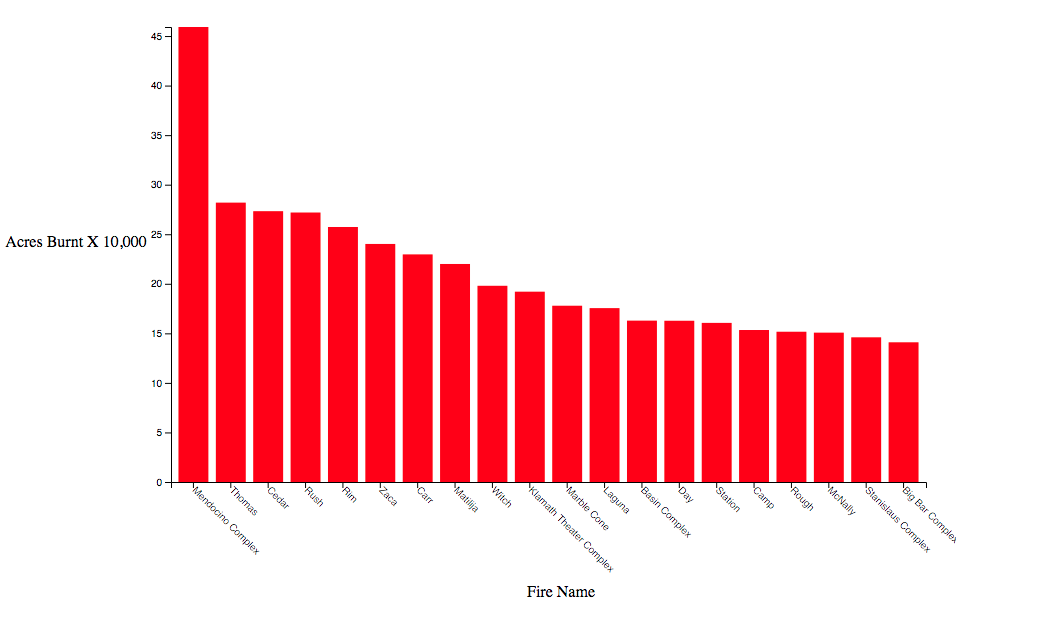 45
40
35
30
Acres Burnt X 10,000
25
20
15
10
5
0
Mendocino Complex
Thomas
Cedar
Rush
Rim
Zaca
Carr
Matilija
Witch
Klamath Theater Complex
Marble Cone
Laguna
Basin Complex
Day
Station
Camp
Rough
McNally
Stanislaus Complex
Big Bar Complex
Fire Name